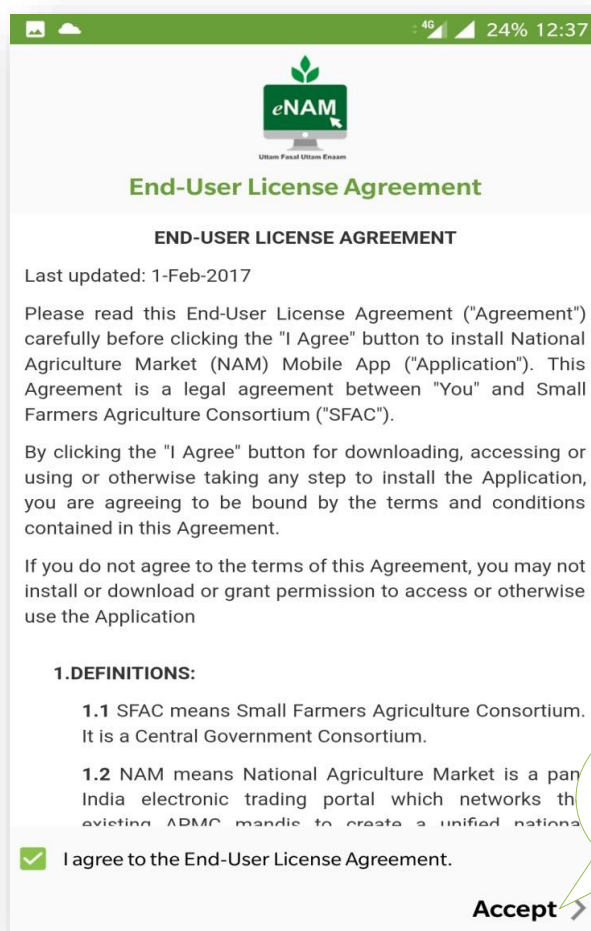 4G 24% 12:37
eNAM
Uttam Fasal Uttam Enaam
End-User License Agreement
END-USER LICENSE AGREEMENT
Last updated: 1-Feb-2017
Please read this End-User License Agreement ("Agreement")
carefully before clicking the "I Agree" button to install National
Agriculture Market (NAM) Mobile App ("Application"). This
Agreement is a legal agreement between "You" and Small
Farmers Agriculture Consortium ("SFAC").
By clicking the "I Agree" button for downloading, accessing or
using or otherwise taking any step to install the Application,
you are agreeing to be bound by the terms and conditions
contained in this Agreement.
If you do not agree to the terms of this Agreement, you may not
install or download or grant permission to access or otherwise
use the Application
1.DEFINITIONS:
1.1 SFAC means Small Farmers Agriculture Consortium.
It is a Central Government Consortium.
1.2 NAM means National Agriculture Market is a pan
India electronic trading portal which networks th
existing APMC mandis to create a unified nationa
I agree to the End-User License Agreement.
Accept